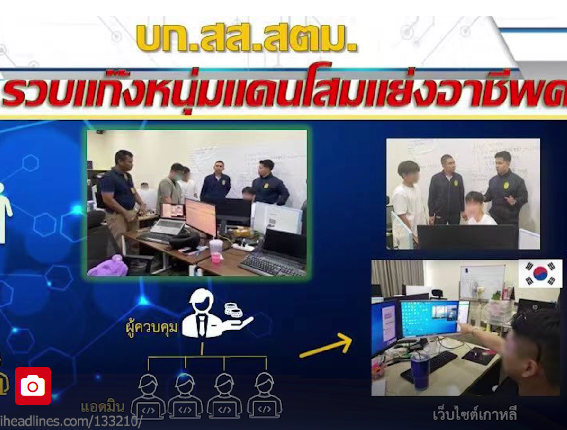 บก.สส.สตม.
รวบแก๊งหนุ่มแดนโสมแย่งอาชีพค
ผู้ควบคุม
แอดมิน
เว็บไซต์เกาหลี
iheadlines.com/133210/